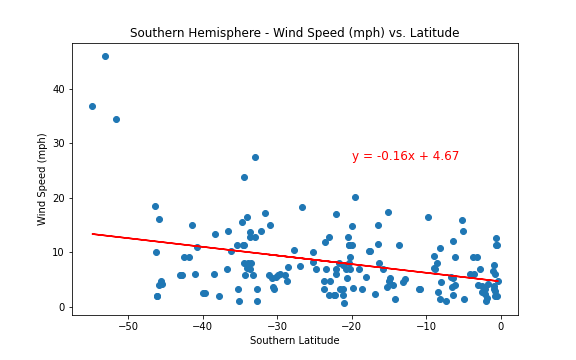 Southern Hemisphere - Wind Speed (mph) vs. Latitude
40
30
20
10
0
Wind Speed (mph)
y = -0.16x + 4.67
−50
−40
−30
−20
−10
0
Southern Latitude